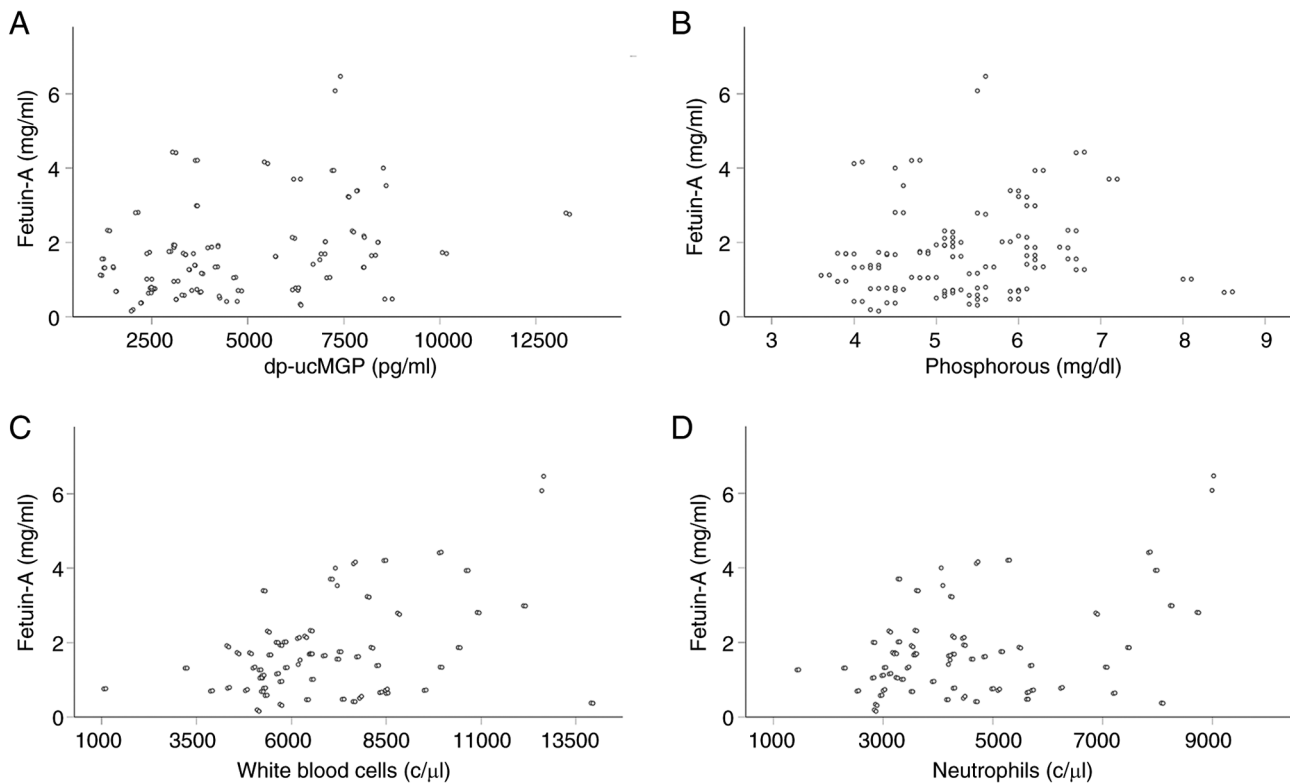 A
Fetuin-A (mg/ml)
6
4
2
0
2500 5000 7500 10000 12500
dp-ucMGP (pg/ml)
B
Fetuin-A (mg/ml)
6
4
2
0
3 4 5 6 7 8 9
Phosphorous (mg/dl)
C
Fetuin-A (mg/ml)
6
4
2
0
1000 3500 6000 8500 11000 13500
White blood cells (c/µl)
D
Fetuin-A (mg/ml)
6
4
2
0
1000 3000 5000 7000 9000
Neutrophils (c/µl)